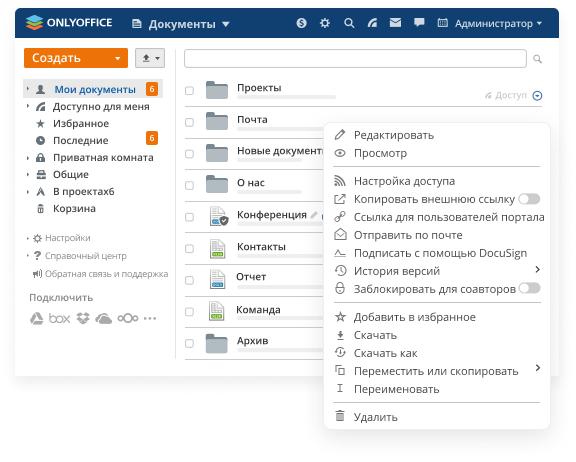 ONLYOFFICE
Документы
Администратор
Создать
Мои документы 6
Доступно для меня
Избранное
Последние 6
Приватная комната
Общие
В проектах6
Корзина
Настройки
Справочный центр
Обратная связь и поддержка
Подключить
box
Проекты
Доступ
Почта
Новые документ
О нас
Конференция
Контакты
Отчет
Команда
Архив
Редактировать
Просмотр
Настройка доступа
Копировать внешнюю ссылку
Ссылка для пользователей портала
Отправить по почте
Подписать с помощью DocuSign
История версий
Заблокировать для соавторов
Добавить в избранное
Скачать
Скачать как
Переместить или скопировать
Переименовать
Удалить